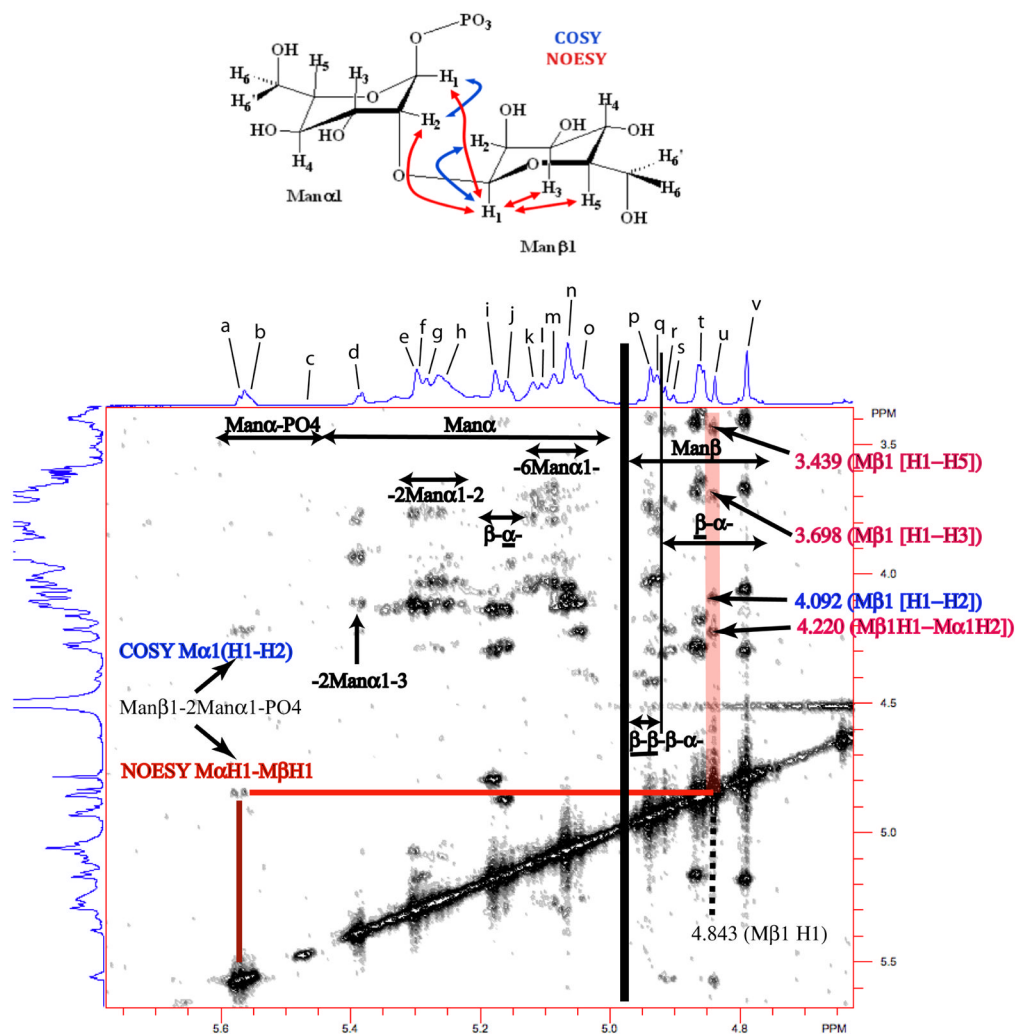 PO₃
O
COSY
NOESY
OH
H₅
H₃
H₁
H₆
H₆'
O
O
H₂
HO
HO
H₄
OH
H₂
OH
H₄
OH
O
O
H₆'
H₃
H₅
H₆
Manα1
H₁
OH
Manβ1
a
b
c
d
e
f
g
h
i
j
k
l
m
n
o
p
q
r
s
t
u
v
PPM
Manα-PO4
Manα
3.5
-6Manα1-
Manβ
3.439 (Mβ1 [H1–H5])
-2Manα1-2
β-α-
β-α-
3.698 (Mβ1 [H1–H3])
4.0
4.092 (Mβ1 [H1–H2])
4.220 (Mβ1H1–Mα1H2])
COSY Mα1(H1-H2)
-2Manα1-3
Manβ1-2Manα1-PO4
4.5
β-β-β-α-
NOESY MαH1-MβH1
5.0
4.843 (Mβ1 H1)
5.5
5.6
5.4
5.2
5.0
4.8
PPM